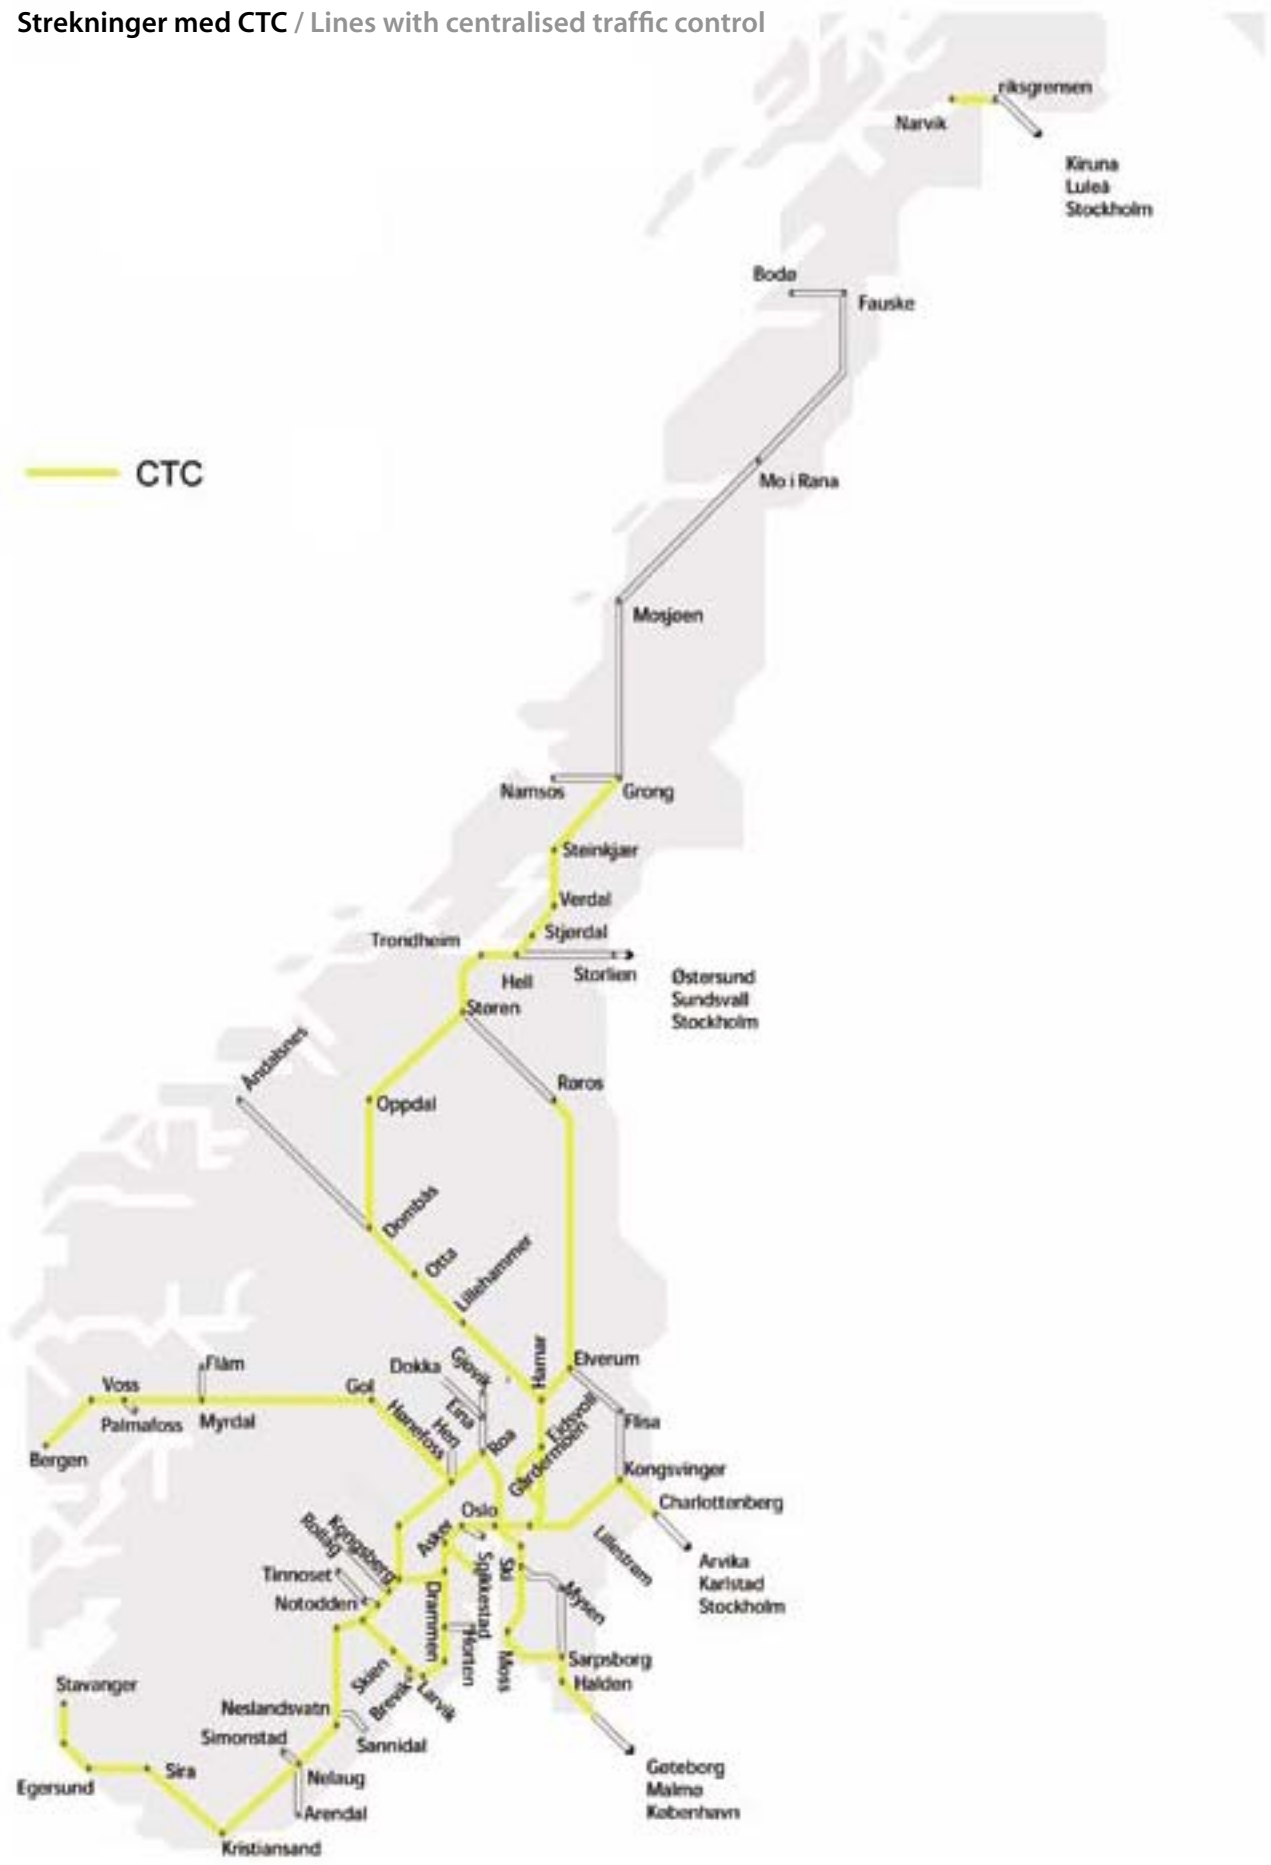 Strekninger med CTC / Lines with centralised traffic control
riksgrensen
Narvik
Kiruna
Luleå
Stockholm
Bodø
Fauske
CTC
Mo i Rana
Mosjøen
Namsos
Grong
Steinkjær
Verdal
Stjørdal
Trondheim
Hell
Storlien
Østersund
Sundsvall
Stockholm
Støren
Åndalsnes
Røros
Oppdal
Dombås
Otta
Lillehammer
Hamar
Elverum
Flåm
Dokka
Gjøvik
Voss
Gol
Palmafoss
Myrdal
Eina
Hen
Hønefoss
Roa
Eidsvoll
Gardermoen
Flisa
Bergen
Kongsvinger
Charlottenberg
Oslo
Asker
Lillestrøm
Arvika
Karlstad
Stockholm
Kongsberg
Rollag
Tinnoset
Notodden
Spikkestad
Ski
Mysen
Drammen
Horten
Moss
Sarpsborg
Halden
Skien
Brevik
Larvik
Stavanger
Neslandsvatn
Simonstad
Sannidal
Egersund
Sira
Nelaug
Arendal
Kristiansand
Gøteborg
Malmø
København